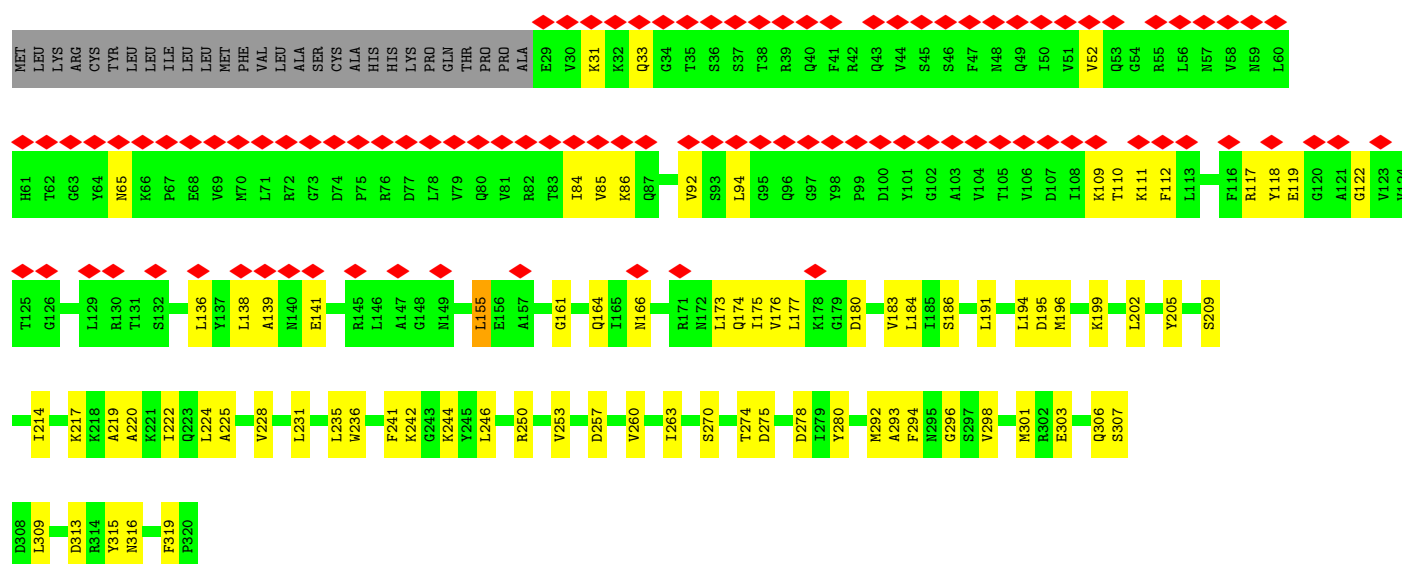 MET LEU LYS ARG CYS TYR LEU LEU ILE LEU LEU MET PHE VAL LEU ALA SER CYS ALA HIS HIS LYS PRO GLN THR PRO PRO ALA E29 V30 K31 K32 Q33 G34 T35 S36 S37 T38 R39 Q40 F41 R42 Q43 V44 S45 S46 F47 N48 Q49 I50 V51 V52 Q53 G54 R55 L56 N57 V58 N59 L60
H61 T62 G63 Y64 N65 K66 P67 E68 V69 M70 L71 R72 G73 D74 P75 R76 D77 L78 V79 Q80 V81 R82 T83 I84 V85 K86 Q87 V92 S93 L94 G95 Q96 G97 Y98 P99 D100 Y101 G102 A103 V104 T105 V106 D107 I108 K109 T110 K111 F112 L113 F116 R117 Y118 E119 G120 A121 G122 V123
T125 G126 L129 R130 T131 S132 L136 Y137 L138 A139 N140 E141 R145 L146 A147 G148 N149 L155 E156 A157 G161 Q164 I165 N166 R171 N172 L173 Q174 I175 V176 L177 K178 G179 D180 V183 L184 I185 S186 L191 L194 D195 M196 K199 L202 Y205 S209
I214 K217 K218 A219 A220 K221 I222 Q223 L224 A225 V228 L231 L235 W236 F241 K242 G243 K244 Y245 L246 R250 V253 D257 V260 I263 S270 T274 D275 D278 I279 Y280 M292 A293 F294 N295 G296 S297 V298 M301 R302 E303 Q306 S307
D308 L309 D313 R314 Y315 N316 F319 P320